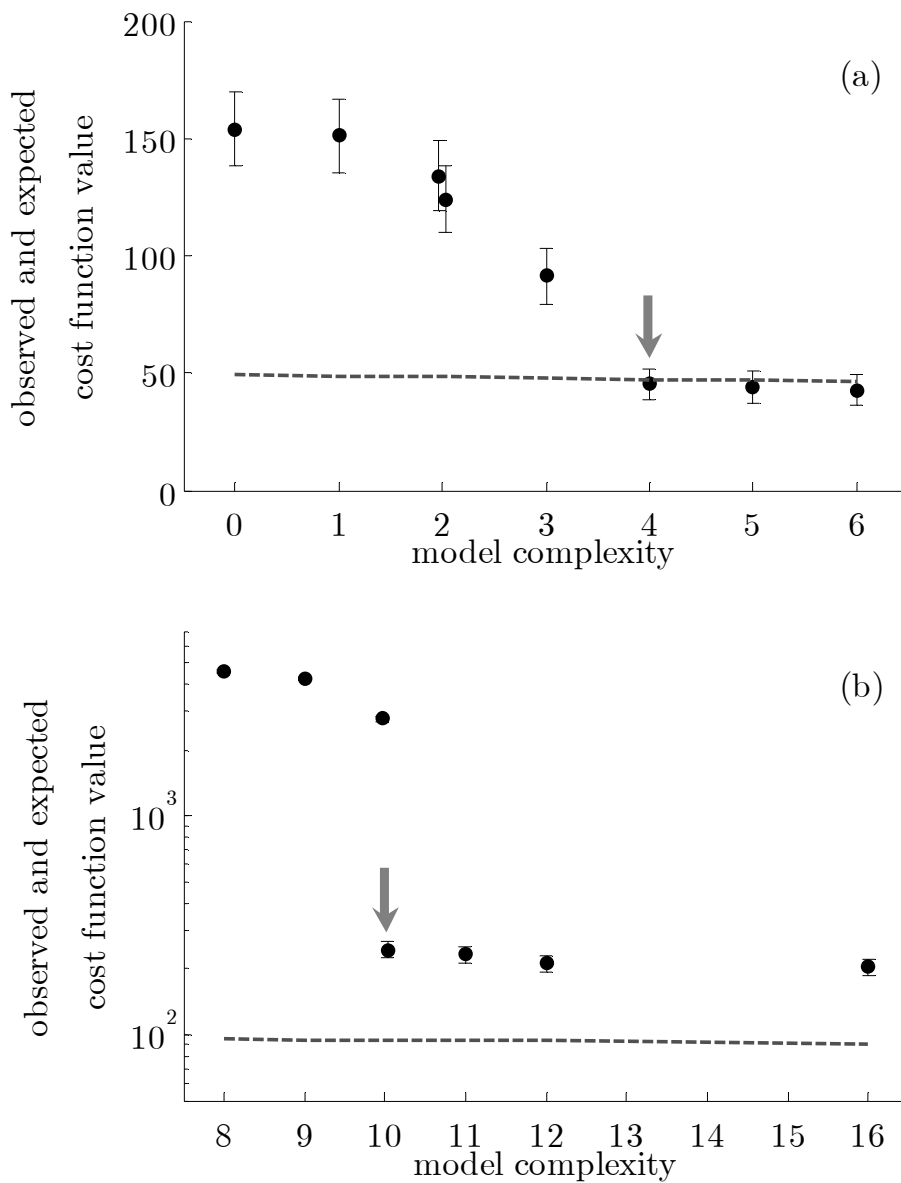 observed and expected
cost function value
200
150
100
50
0
(a)
0 1 2 3 4 5 6
model complexity
observed and expected
cost function value
10^3
10^2
(b)
8 9 10 11 12 13 14 15 16
model complexity